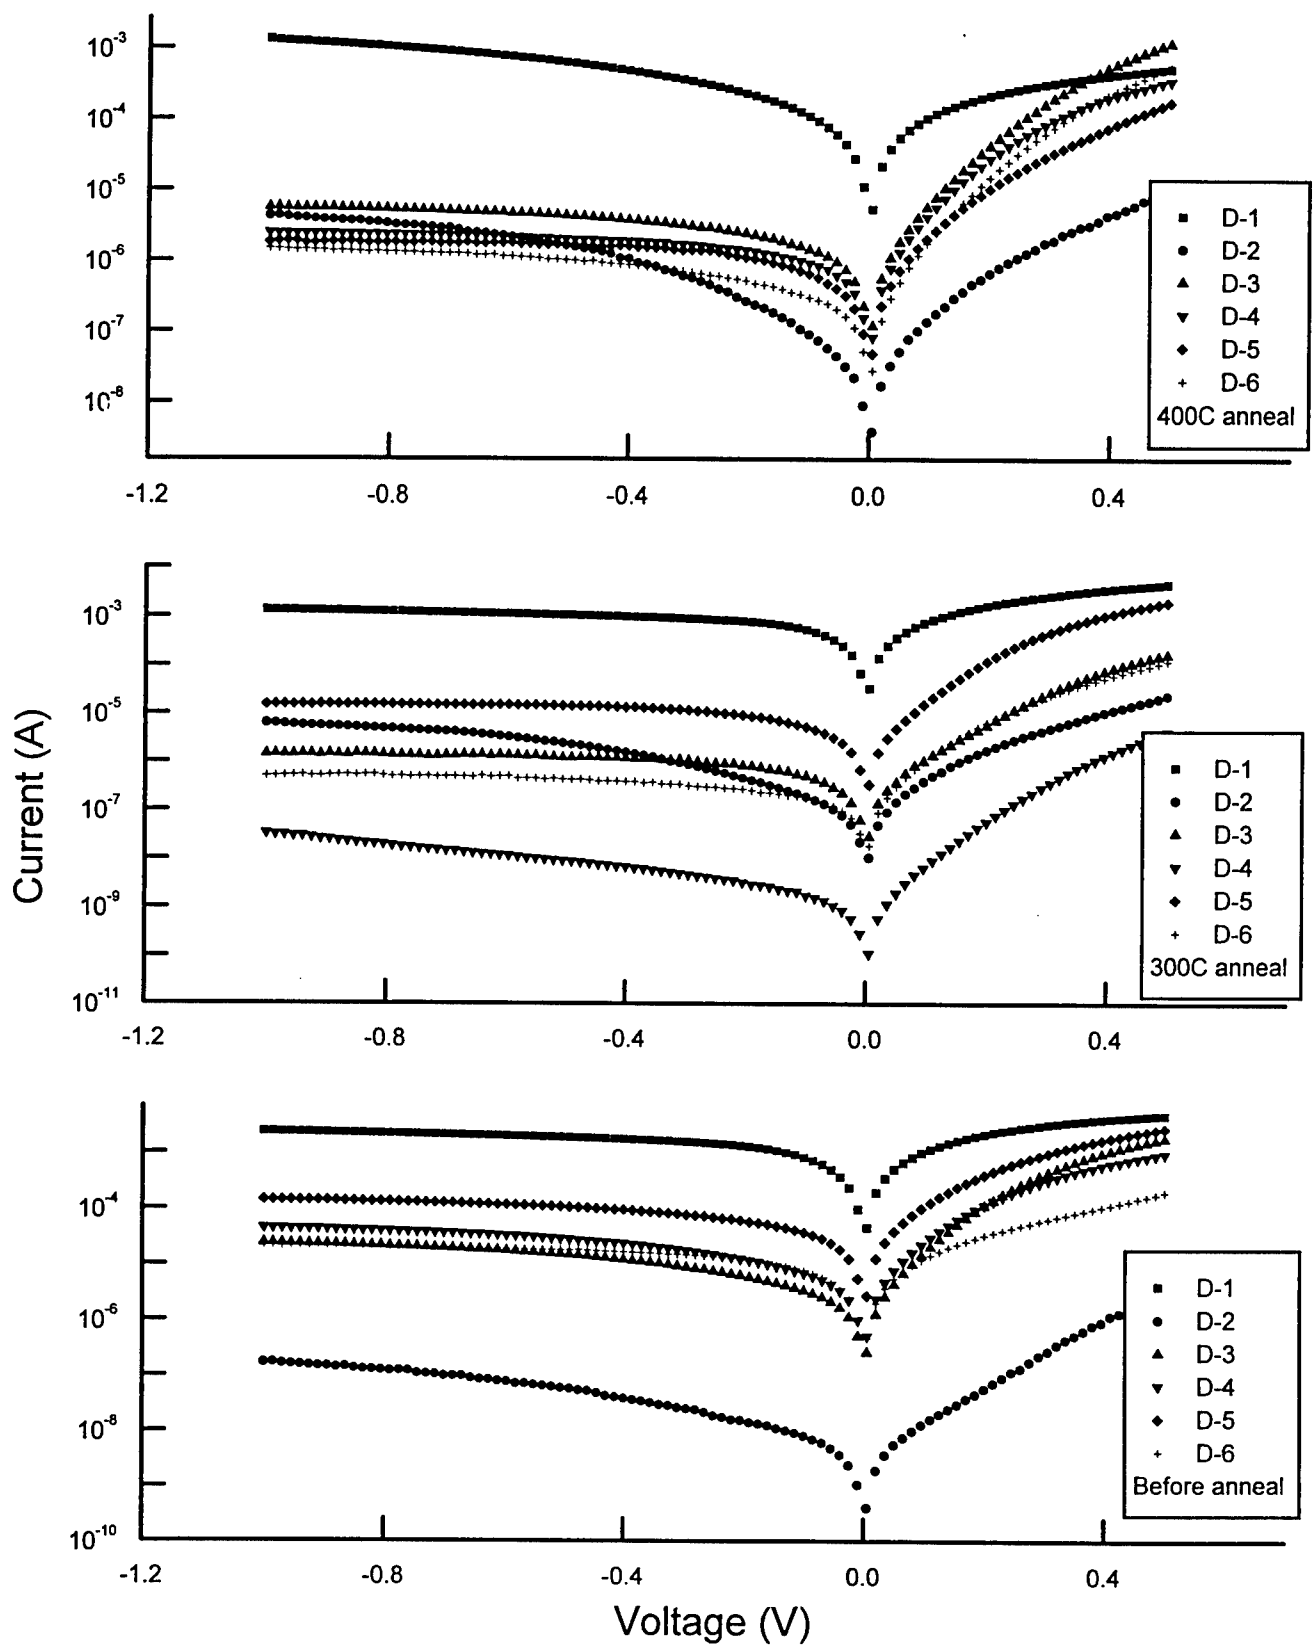 10-3
10-4
10-5
10-6
10-7
10-8
-1.2 -0.8 -0.4 0.0 0.4
D-1
D-2
D-3
D-4
D-5
D-6
400C anneal
10-3
10-5
10-7
10-9
10-11
-1.2 -0.8 -0.4 0.0 0.4
D-1
D-2
D-3
D-4
D-5
D-6
300C anneal
Current (A)
10-4
10-6
10-8
10-10
-1.2 -0.8 -0.4 0.0 0.4
D-1
D-2
D-3
D-4
D-5
D-6
Before anneal
Voltage (V)